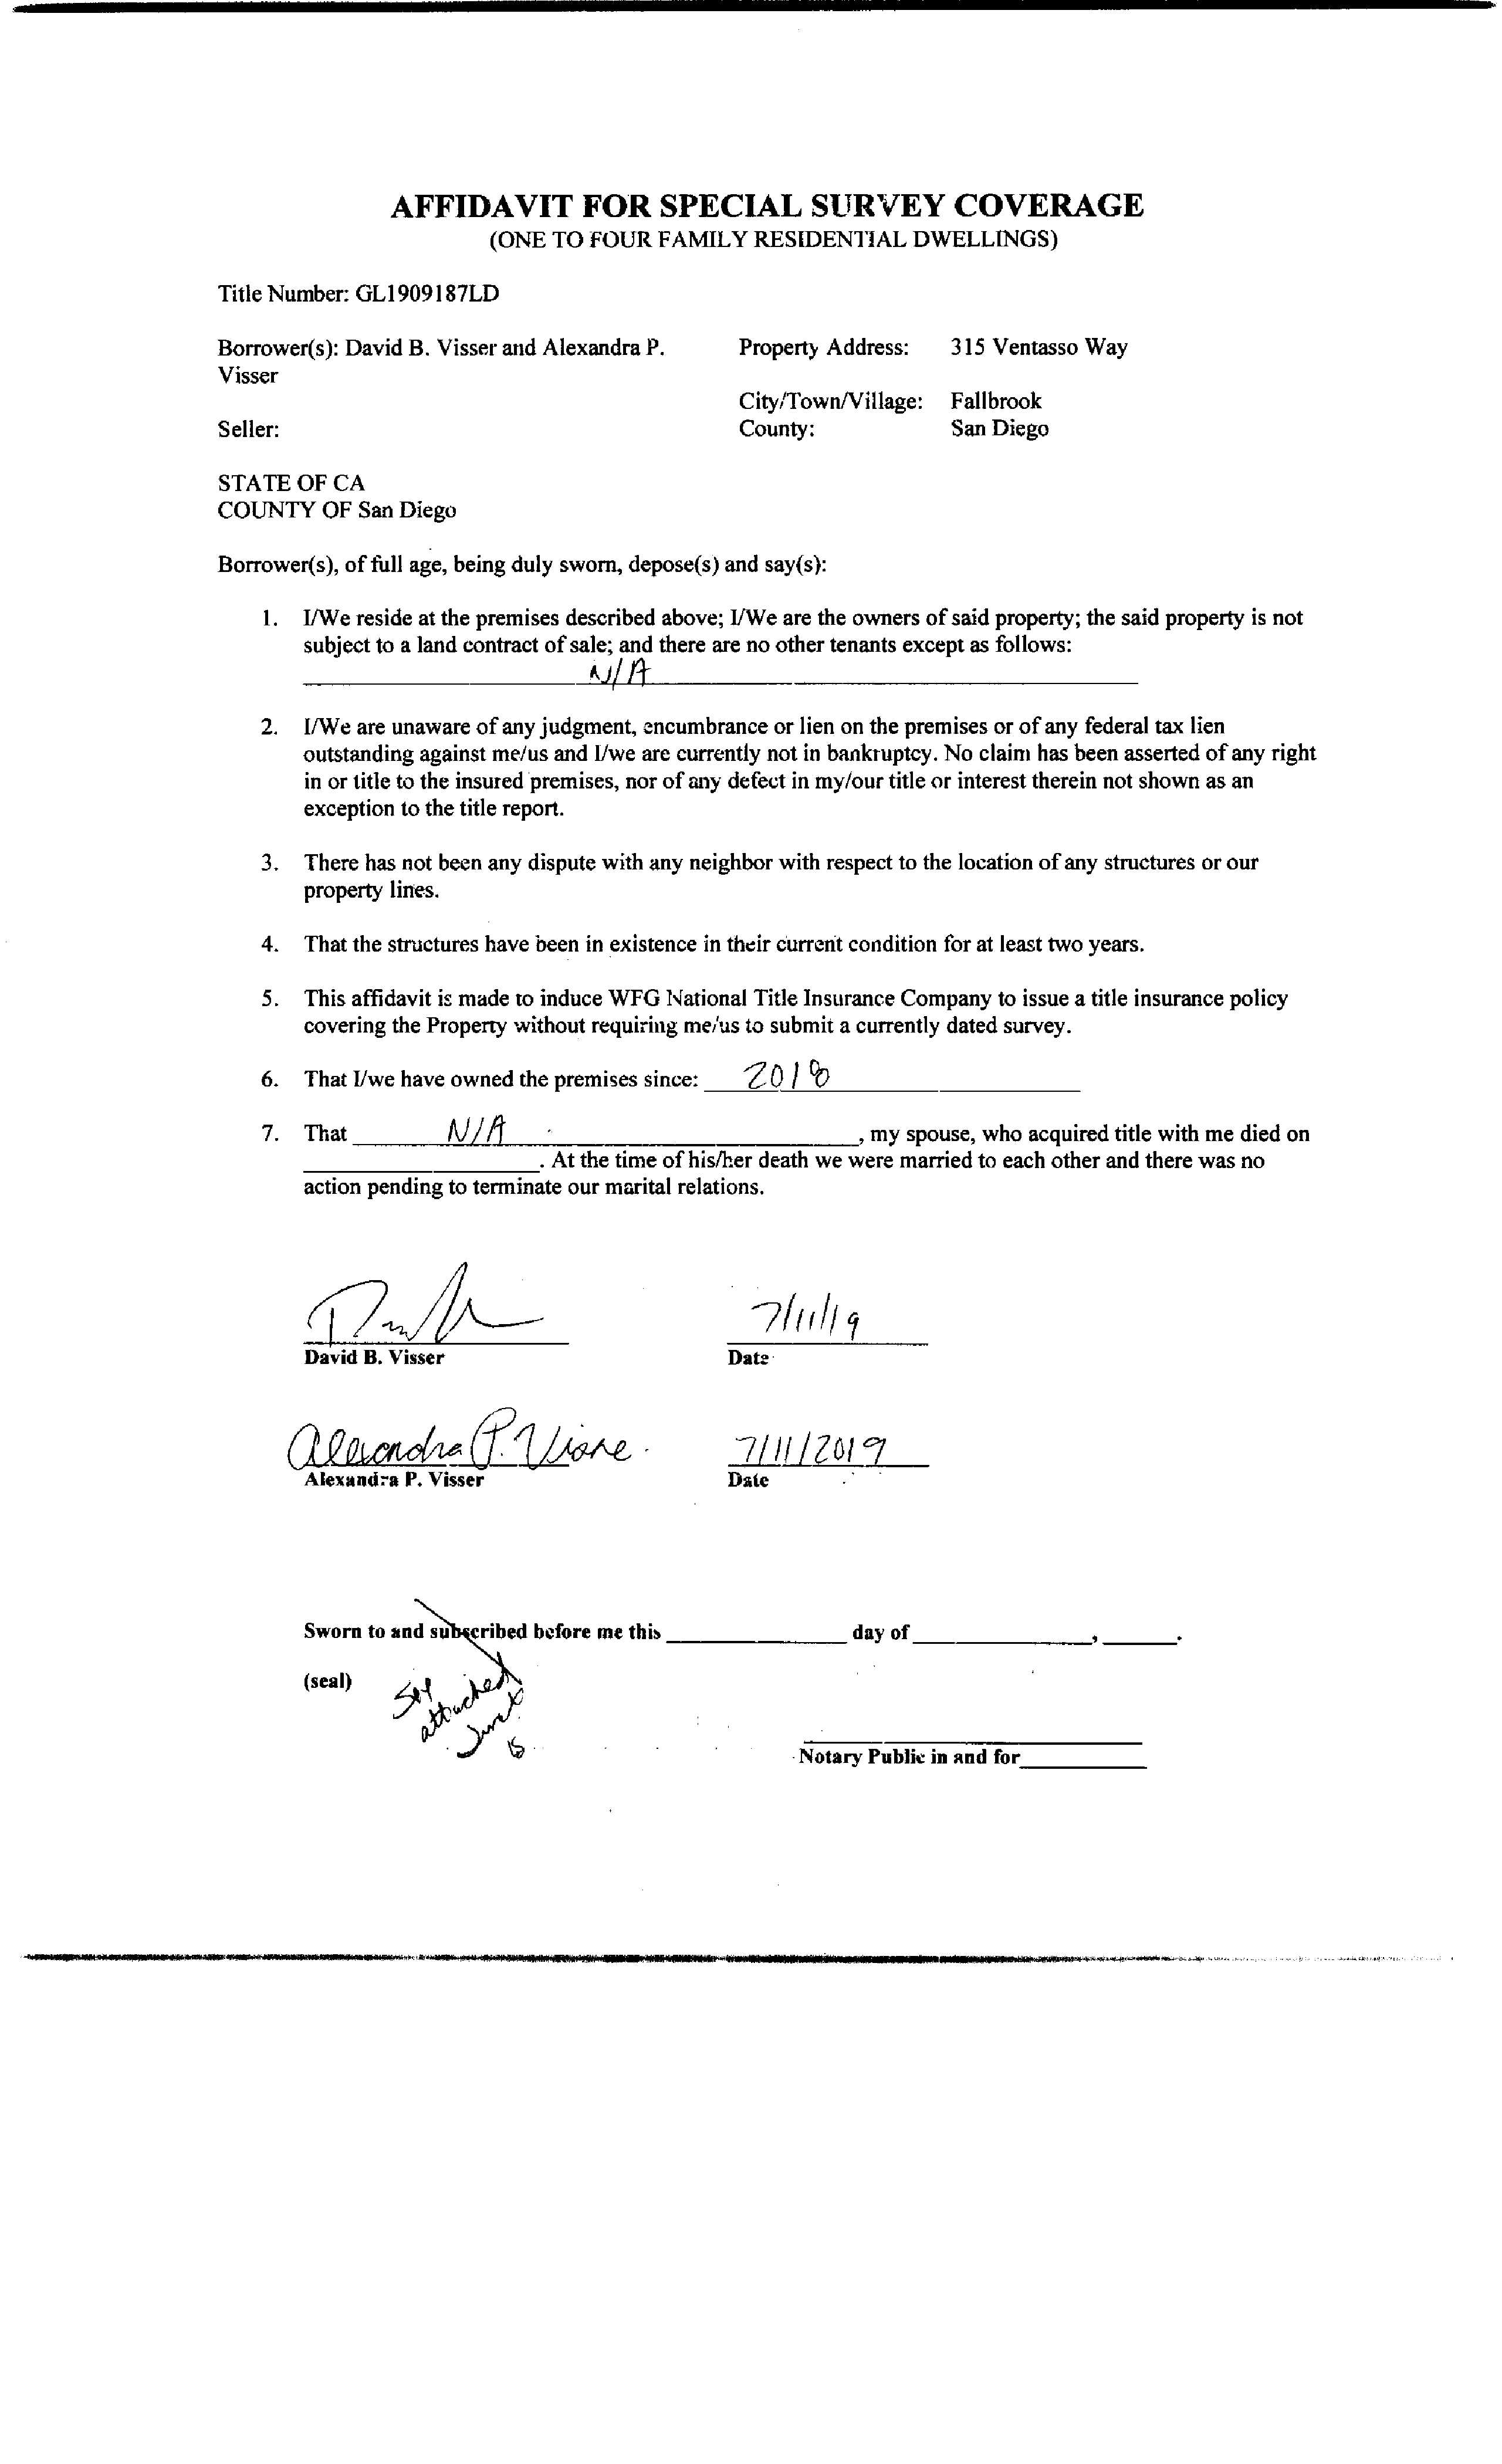 AFFIDAVIT FOR SPECIAL SURVEY COVERAGE
(ONE TO FOUR FAMILY RESIDENTIAL DWELLINGS)
Title Number: GL1909187LD
Borrower(s): David B. Visser and Alexandra P. Property Address: 315 Ventasso Way
Visser
City/Town/Village: Fallbrook
Seller: County: San Diego
STATE OF CA
COUNTY OF San Diego
Borrower(s), of full age, being duly sworn, depose(s) and say(s):
1. I/We reside at the premises described above; I/We are the owners of said property; the said property is not
subject to a land contract of sale; and there are no other tenants except as follows:
N/A
2. I/We are unaware of any judgment, encumbrance or lien on the premises or of any federal tax lien
outstanding against me/us and I/we are currently not in bankruptcy. No claim has been asserted of any right
in or title to the insured premises, nor of any defect in my/our title or interest therein not shown as an
exception to the title report.
3. There has not been any dispute with any neighbor with respect to the location of any structures or our
property lines.
4. That the structures have been in existence in their current condition for at least two years.
5. This affidavit is made to induce WFG National Title Insurance Company to issue a title insurance policy
covering the Property without requiring me/us to submit a currently dated survey.
6. That I/we have owned the premises since: 2018
7. That N/A , my spouse, who acquired title with me died on
. At the time of his/her death we were married to each other and there was no
action pending to terminate our marital relations.
7/11/19
David B. Visser Date
Alexandra P. Visser 7/11/2019
Alexandra P. Visser Date
Sworn to and subscribed before me this day of , .
(seal) See
attached
Jurat
Notary Public in and for